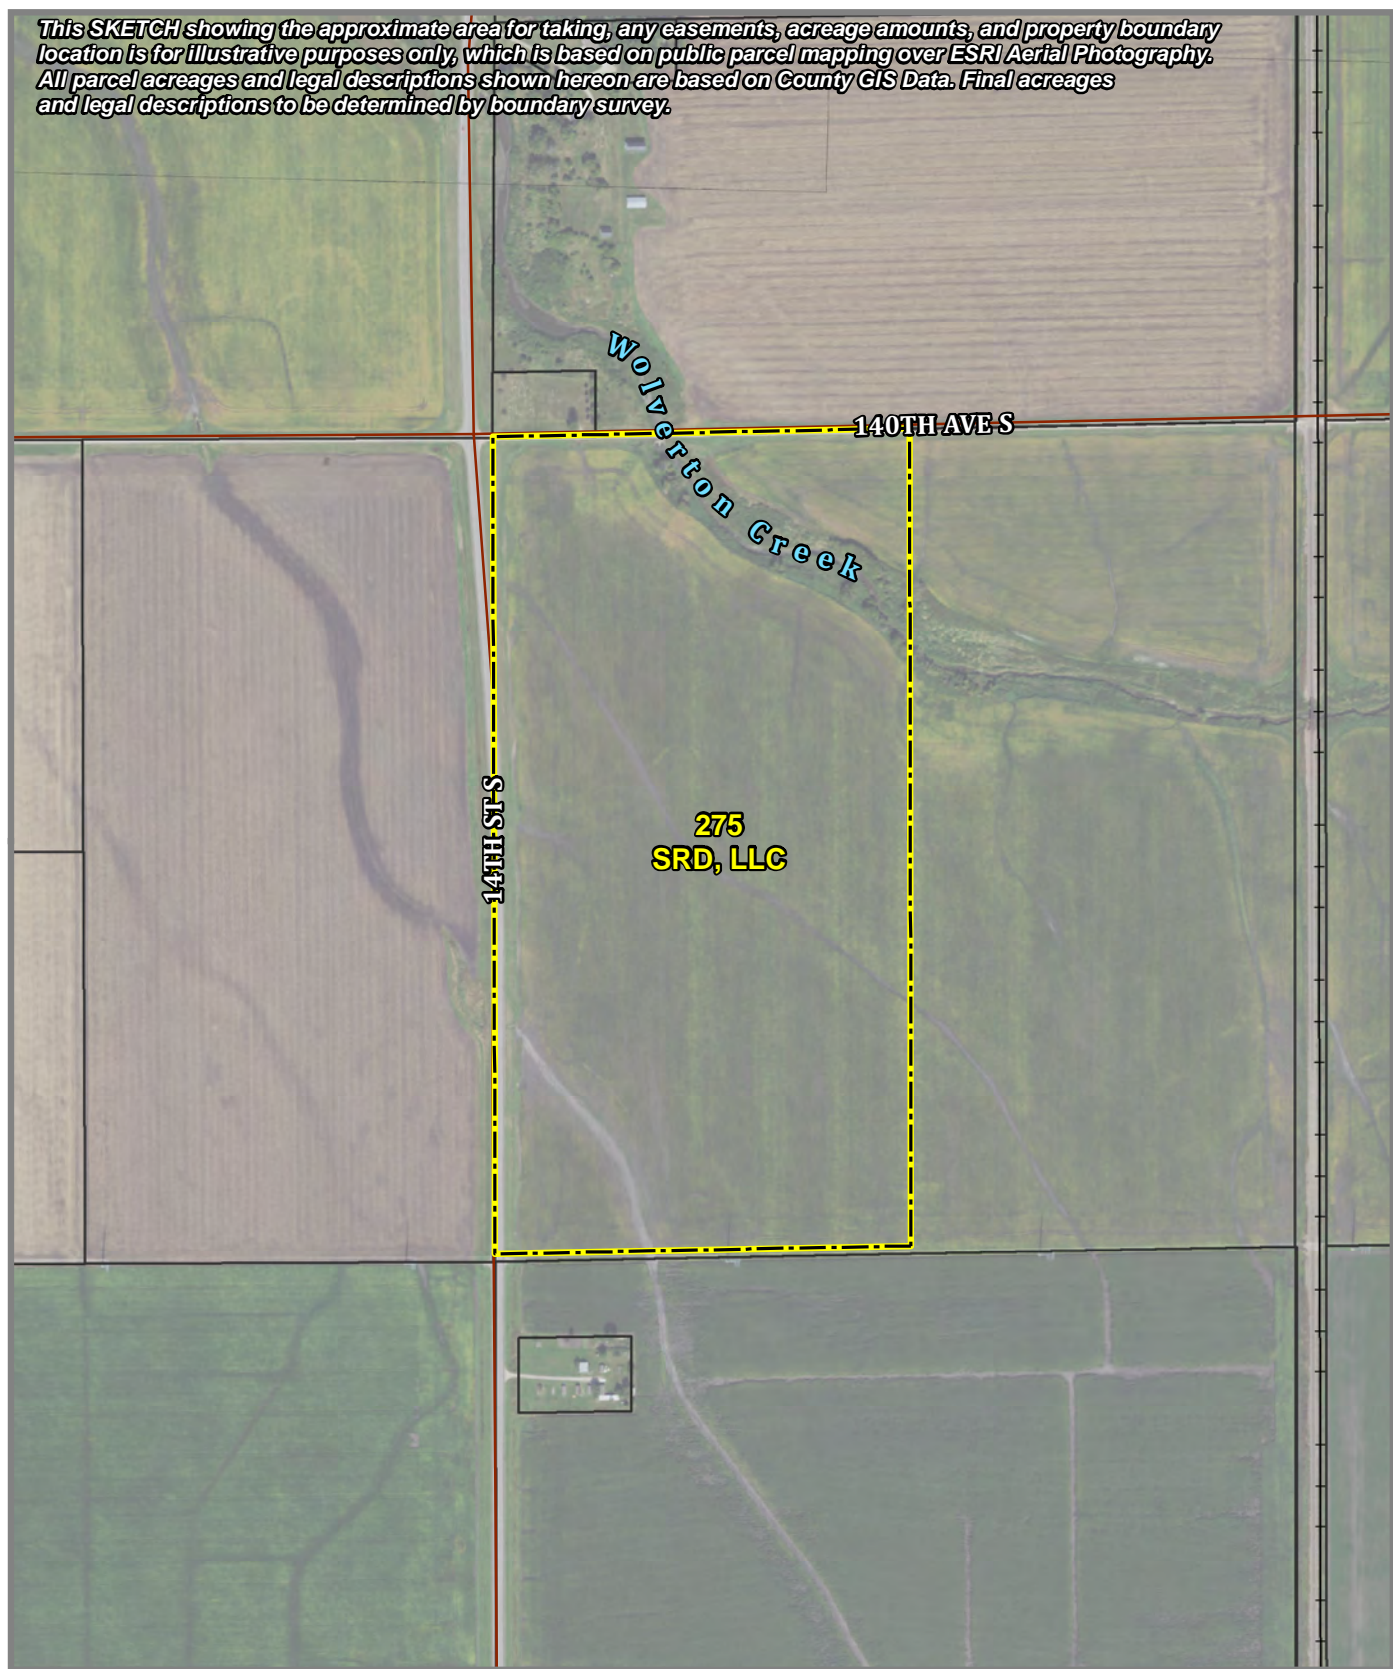 This SKETCH showing the approximate area for taking, any easements, acreage amounts, and property boundary
location is for illustrative purposes only, which is based on public parcel mapping over ESRI Aerial Photography.
All parcel acreages and legal descriptions shown hereon are based on County GIS Data. Final acreages
and legal descriptions to be determined by boundary survey.
Wolverton Creek
140TH AVE S
14TH ST S
275
SRD, LLC